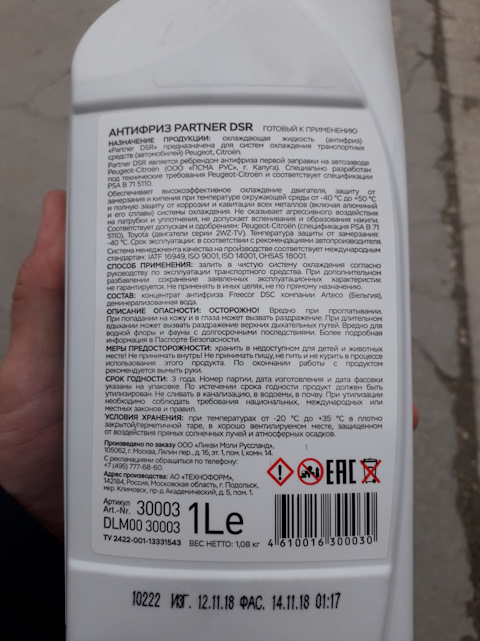 АНТИФРИЗ PARTNER DSR ГОТОВЫЙ К ПРИМЕНЕНИЮ
НАЗНАЧЕНИЕ ПРОДУКЦИИ: охлаждающая жидкость (антифриз)
«Partner DSR» предназначена для систем охлаждения транспортных
средств (автомобилей) Peugeot, Citroën.
Partner DSR является ребрендом антифриза первой заправки на автозаводе
Peugeot-Citroën (ООО «ПСМА РУС», г. Калуга). Специально разработан
под технические требования Peugeot-Citroën и соответствует спецификации
PSA B 71 5110.
Обеспечивает высокоэффективное охлаждение двигателя, защиту от
замерзания и кипения при температуре окружающей среды от -40 °C до +50 °C
и полную защиту от коррозии и кавитации всех металлов (включая алюминий
и его сплавы) системы охлаждения. Не оказывает агрессивного воздействия
на патрубки и уплотнения, не допускает вспенивания и образования накипи.
Соответствует допускам и одобрениям: Peugeot-Citroën (спецификация PSA B 71
5110), Toyota (двигатели серии 2WZ-TV). Температура защиты от замерзания:
-40 °C. Срок эксплуатации: в соответствии с рекомендациями автопроизводителя.
Система менеджмента качества на производстве соответствует международным
стандартам: IATF 16949, ISO 9001, ISO 14001, OHSAS 18001.
СПОСОБ ПРИМЕНЕНИЯ: залить в чистую систему охлаждения согласно
руководству по эксплуатации транспортного средства. При дополнительном
разбавлении сохранение заявленных эксплуатационных характеристик
не гарантируется. Не применять в иных целях, не по прямому назначению.
СОСТАВ: концентрат антифриза Freecor DSC компании Arteco (Бельгия),
деминерализованная вода.
ОПИСАНИЕ ОПАСНОСТИ: ОСТОРОЖНО! Вредно при проглатывании.
При попадании на кожу и в глаза может вызвать раздражение. При длительном
вдыхании может вызвать раздражение верхних дыхательных путей. Вредно для
водной флоры и фауны с долгосрочными последствиями. Более подробная
информация в Паспорте Безопасности.
МЕРЫ ПРЕДОСТОРОЖНОСТИ: хранить в недоступном для детей и животных
месте! Не принимать внутрь! Не принимать пищу, не пить и не курить в процессе
использования этого продукта. По окончании работы с продуктом
рекомендуется вымыть руки.
СРОК ГОДНОСТИ: 3 года. Номер партии, дата изготовления и дата фасовки
указаны на упаковке. По истечении срока годности продукт должен быть
утилизирован. Не сливать в канализацию, в водоемы, в почву. При утилизации
необходимо соблюдать требования национальных, международных или
местных законов и правил.
УСЛОВИЯ ХРАНЕНИЯ: при температурах от -20 °C до +35 °C в плотно
закрытой/герметичной таре, в хорошо вентилируемом месте, защищенном
от воздействия прямых солнечных лучей и атмосферных осадков.
Произведено по заказу ООО «Ликви Моли Руссланд»,
105062, г. Москва, Лялин пер., д. 16, эт. 1, пом. I, комн. 14.
С рекламациями обращаться по телефону:
+7 (495) 777-68-60.
Адрес производства: АО «ТЕХНОФОРМ»,
142184, Россия, Московская область, г. Подольск,
мкр. Климовск, пр-д Академический, д. 5, пом. 1.
EAC
Артикул
Art.-Nr. 30003
DLM00 30003
ТУ 2422-001-13331543
1Le
ВЕС НЕТТО: 1,08 кг
4 610016 300030
10222 ИЗГ. 12.11.18 ФАС. 14.11.18 01:17